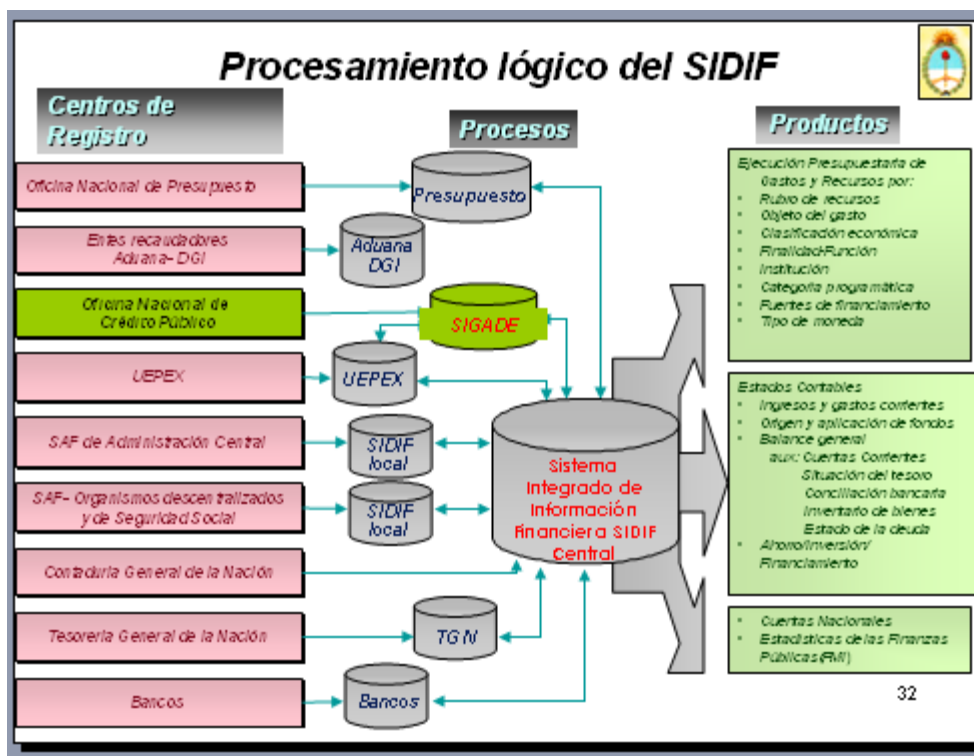 Procesamiento lógico del SIDIF
Centros de
Registro
Procesos
Productos
Oficina Nacional de Presupuesto
Entes recaudadores
Aduana- DGI
Oficina Nacional de
Crédico Público
UEPEX
SAF de Administración Central
SAF- Organismos descentralizados
y de Seguridad Social
Contaduría General de la Nación
Tesorería General de la Nación
Bancos
Presupuesto
Aduana
DGI
SIGADE
UEPEX
SIDIF
local
SIDIF
local
TGN
Bancos
Sistema
Integrado de
Información
Financiera SIDIF
Central
Ejecución Presupuestaria de
Gastos y Recursos por:
• Rubro de recursos
• Objeto del gasto
• Clasificación económica
• Finalidad-Función
• Institución
• Categoría programática
• Fuentes de financiamiento
• Tipo de moneda
Estados Contables
• Ingresos y gastos corrientes
• Origen y aplicación de fondos
• Balance general
aux: Cuentas Corrientes
Situación del tesoro
Conciliación bancaria
Inventario de bienes
Estado de la deuda
• Ahorro/inversión/
Financiamiento
• Cuentas Nacionales
• Estadísticas de las Finanzas
Públicas(FMI)
32